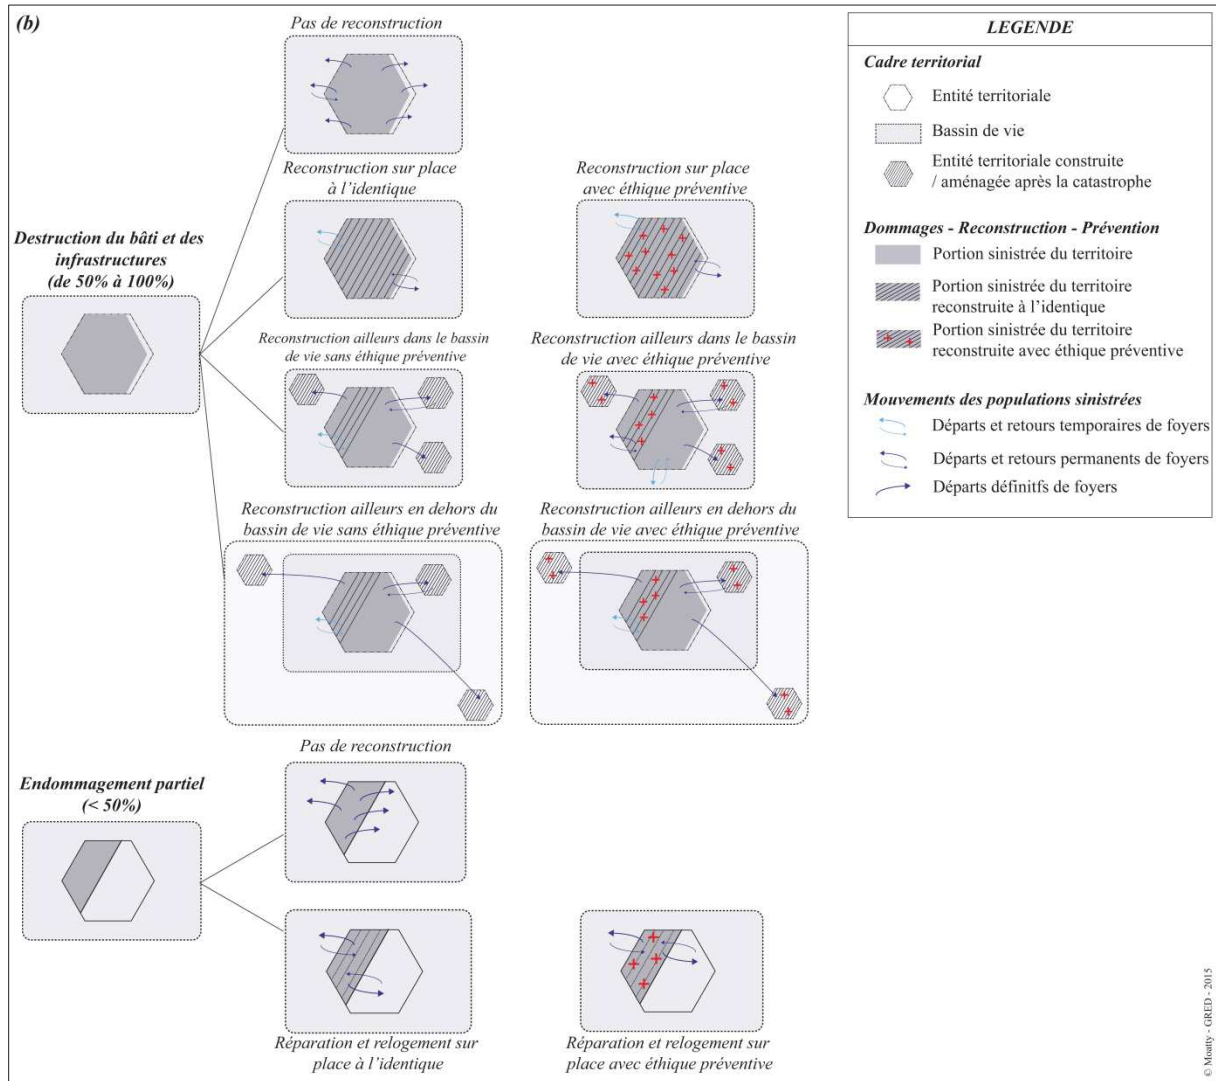 (b)
Pas de reconstruction
Reconstruction sur place
à l'identique
Reconstruction sur place
avec éthique préventive
Destruction du bâti et des
infrastructures
(de 50% à 100%)
Reconstruction ailleurs dans le bassin
de vie sans éthique préventive
Reconstruction ailleurs dans le bassin
de vie avec éthique préventive
Reconstruction ailleurs en dehors du
bassin de vie sans éthique préventive
Reconstruction ailleurs en dehors du
bassin de vie avec éthique préventive
Pas de reconstruction
Endommagement partiel
(< 50%)
Réparation et relogement sur
place à l'identique
Réparation et relogement sur
place avec éthique préventive
LEGENDE
Cadre territorial
Entité territoriale
Bassin de vie
Entité territoriale construite
/ aménagée après la catastrophe
Dommages - Reconstruction - Prévention
Portion sinistrée du territoire
Portion sinistrée du territoire
reconstruite à l'identique
Portion sinistrée du territoire
reconstruite avec éthique préventive
Mouvements des populations sinistrées
Départs et retours temporaires de foyers
Départs et retours permanents de foyers
Départs définitfs de foyers
© Moatty - GRED - 2015